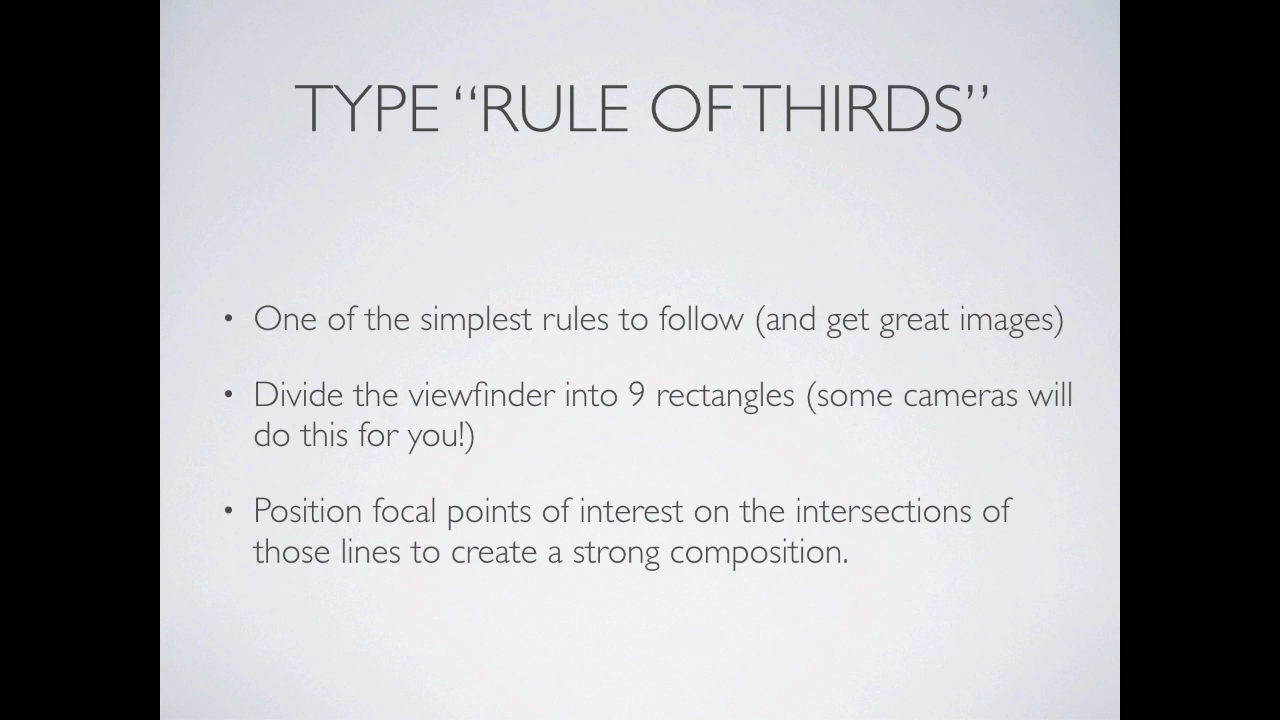 TYPE “RULE OF THIRDS”
• One of the simplest rules to follow (and get great images)
• Divide the viewfinder into 9 rectangles (some cameras will
do this for you!)
• Position focal points of interest on the intersections of
those lines to create a strong composition.